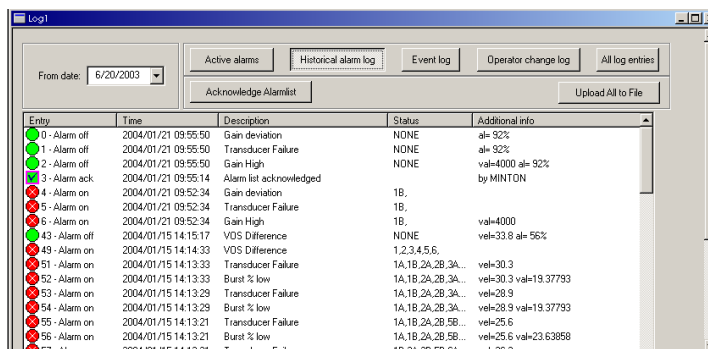 Log1
Active alarms Historical alarm log Event log Operator change log All log entries
From date: 6/20/2003
Acknowledge Alarmlist Upload All to File
Entry Time Description Status Additional info
0 - Alarm off 2004/01/21 09:55:50 Gain deviation NONE al= 92%
1 - Alarm off 2004/01/21 09:55:50 Transducer Failure NONE al= 92%
2 - Alarm off 2004/01/21 09:55:50 Gain High NONE val=4000 al= 92%
3 - Alarm ack 2004/01/21 09:55:14 Alarm list acknowledged by MINTON
4 - Alarm on 2004/01/21 09:52:34 Gain deviation 1B,
5 - Alarm on 2004/01/21 09:52:34 Transducer Failure 1B,
6 - Alarm on 2004/01/21 09:52:34 Gain High 1B, val=4000
43 - Alarm off 2004/01/15 14:15:17 VOS Difference NONE vel=33.8 al= 56%
49 - Alarm on 2004/01/15 14:14:33 VOS Difference 1,2,3,4,5,6,
51 - Alarm on 2004/01/15 14:13:33 Transducer Failure 1A,1B,2A,2B,3A... vel=30.3
52 - Alarm on 2004/01/15 14:13:33 Burst % low 1A,1B,2A,2B,3A... vel=30.3 val=19.37793
53 - Alarm on 2004/01/15 14:13:29 Transducer Failure 1A,1B,2A,2B,3A... vel=28.9
54 - Alarm on 2004/01/15 14:13:29 Burst % low 1A,1B,2A,2B,3A... vel=28.9 val=19.37793
55 - Alarm on 2004/01/15 14:13:21 Transducer Failure 1A,1B,2A,2B,5B... vel=25.6
56 - Alarm on 2004/01/15 14:13:21 Burst % low 1A,1B,2A,2B,5B... vel=25.6 val=23.63858